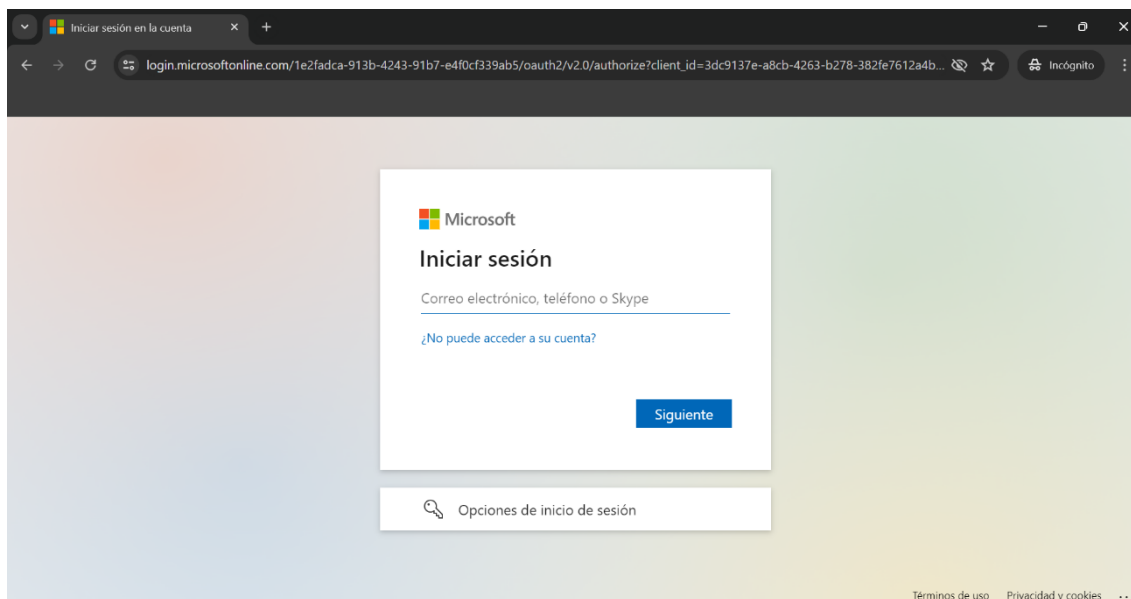 Iniciar sesión en la cuenta
login.microsoftonline.com/1e2fadca-913b-4243-91b7-e4f0cf339ab5/oauth2/v2.0/authorize?client_id=3dc9137e-a8cb-4263-b278-382fe7612a4b... Incógnito
Microsoft
Iniciar sesión
Correo electrónico, teléfono o Skype
¿No puede acceder a su cuenta?
Siguiente
Opciones de inicio de sesión
Términos de uso Privacidad y cookies